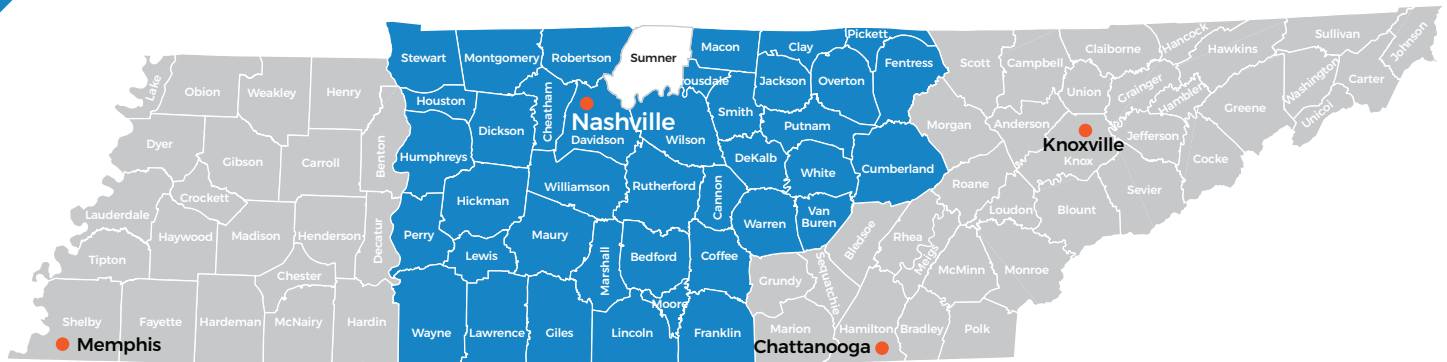 Lake
Obion
Weakley
Henry
Stewart
Montgomery
Robertson
Sumner
Macon
Clay
Pickett
Fentress
Scott
Campbell
Claiborne
Hancock
Hawkins
Sullivan
Johnson
Houston
Dickson
Cheatham
ousdale
Smith
Jackson
Overton
Union
Grainger
Hamblen
Greene
Washington
Carter
Unicoi
Nashville
Davidson
Wilson
Putnam
Morgan
Anderson
Knoxville
Knox
Jefferson
Cocke
Dyer
Gibson
Carroll
Benton
Humphreys
DeKalb
White
Cumberland
Roane
Loudon
Blount
Sevier
Crockett
Lauderdale
Haywood
Madison
Henderson
Decatur
Perry
Hickman
Williamson
Rutherford
Cannon
Warren
Van
Buren
Bledsoe
Rhea
Meigs
McMinn
Monroe
Tipton
Chester
Lewis
Maury
Marshall
Bedford
Coffee
Grundy
Sequatchie
Shelby
Fayette
Hardeman
McNairy
Hardin
Wayne
Lawrence
Giles
Lincoln
Moore
Franklin
Marion
Hamilton
Bradley
Polk
Memphis
Chattanooga